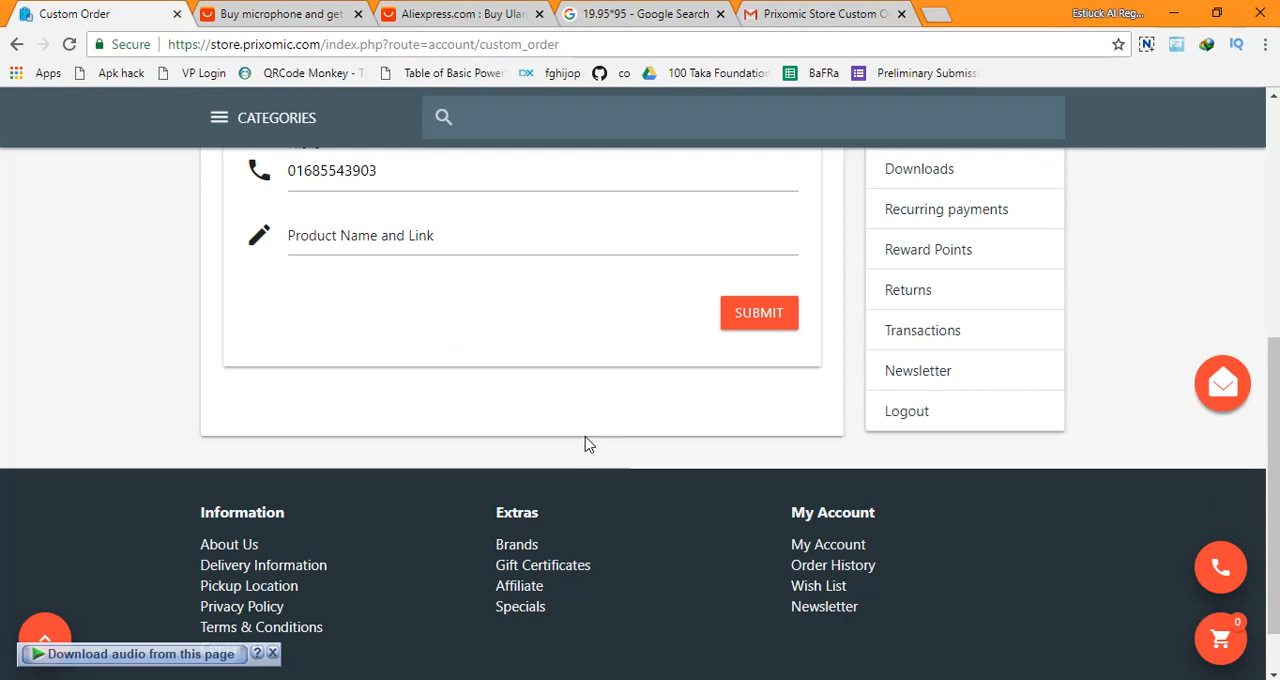 Custom Order
Buy microphone and get
Aliexpress.com : Buy Ulan
19.95*95 - Google Search
Prixomic Store Custom O
Estiuck Al Reg...
Secure
https://store.prixomic.com/index.php?route=account/custom_order
Apps
Apk hack
VP Login
QRCode Monkey - T
Table of Basic Power
DX
fghijop
co
100 Taka Foundation
BaFRa
Preliminary Submiss
IQ
CATEGORIES
01685543903
Product Name and Link
SUBMIT
Downloads
Recurring payments
Reward Points
Returns
Transactions
Newsletter
Logout
Information
About Us
Delivery Information
Pickup Location
Privacy Policy
Terms & Conditions
Extras
Brands
Gift Certificates
Affiliate
Specials
My Account
My Account
Order History
Wish List
Newsletter
0
Download audio from this page
?